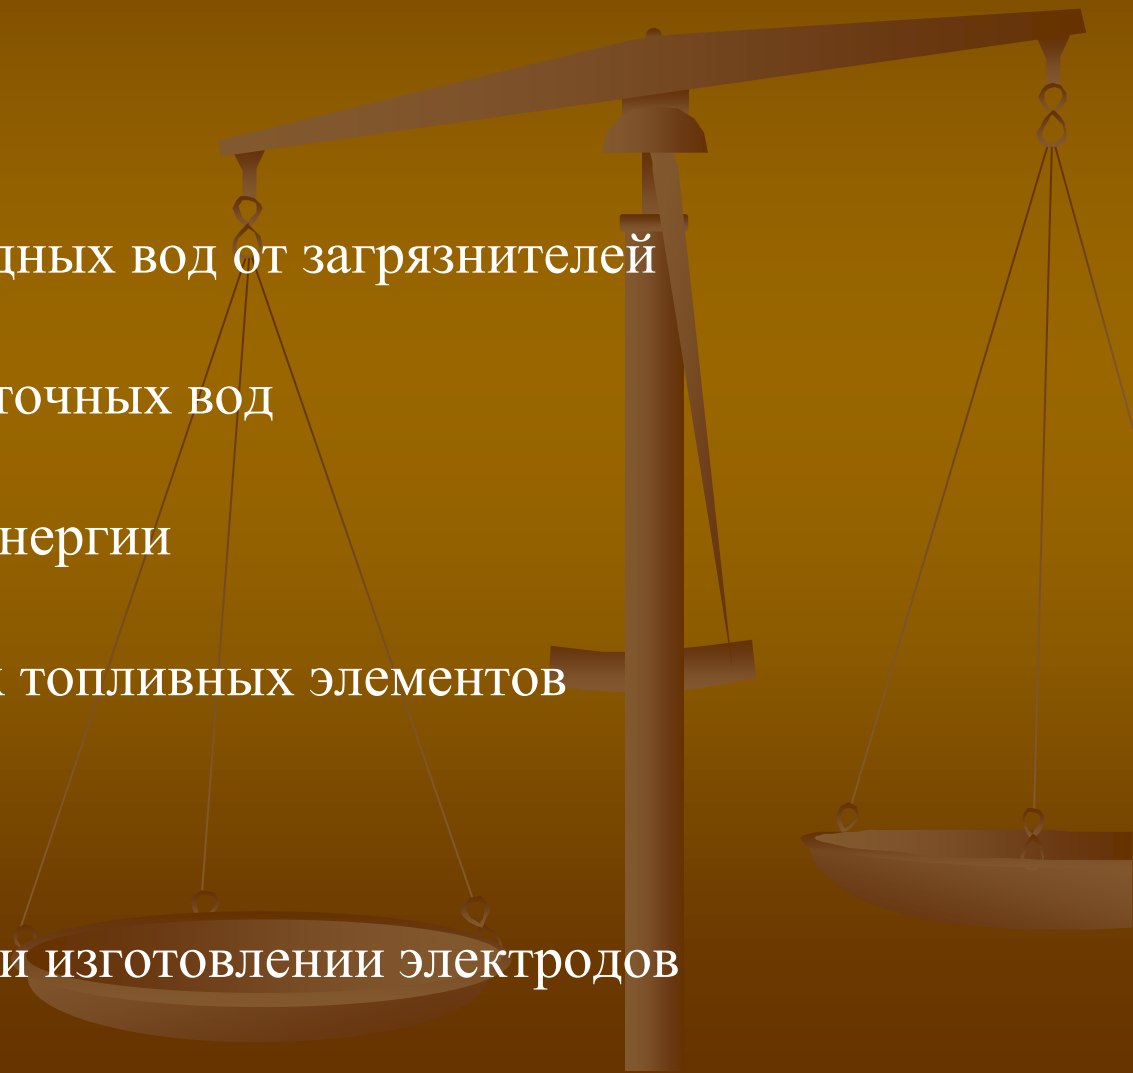 дных вод от загрязнителей
точных вод
нергии
х топливных элементов
и изготовлении электродов